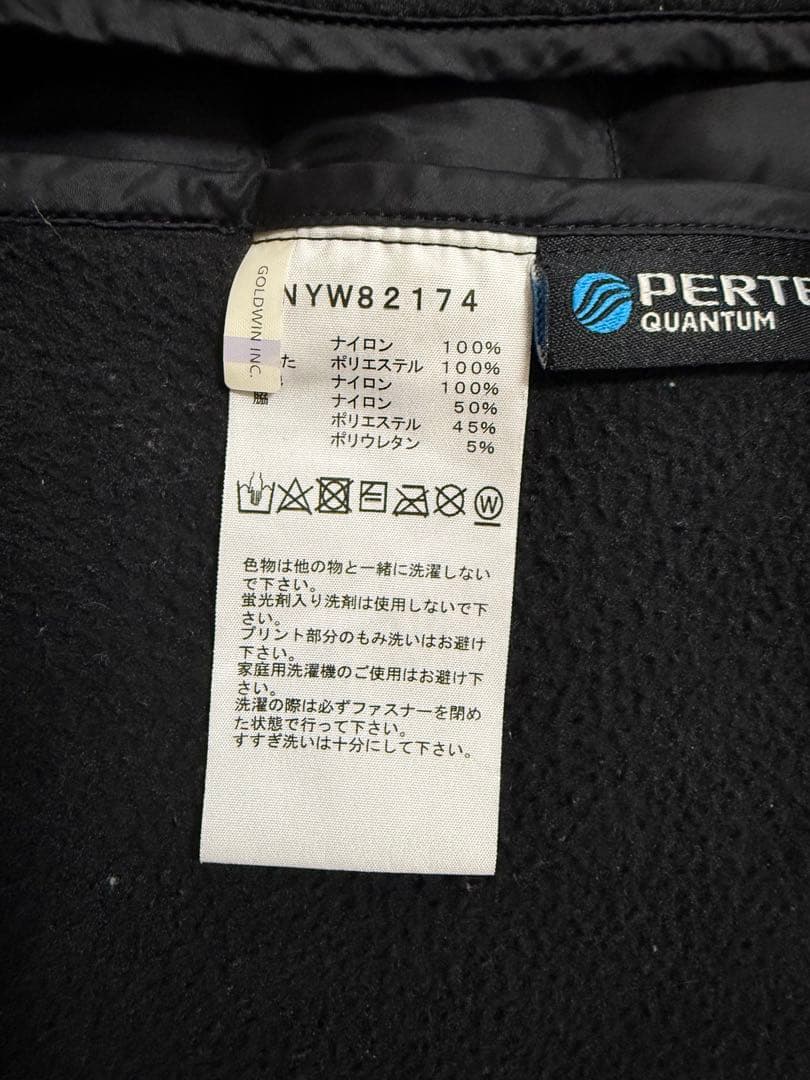 GOLDWIN INC.
NYW82174
ナイロン 100%
た ポリエステル 100%
ナイロン 100%
ナイロン 50%
脇 ポリエステル 45%
ポリウレタン 5%
W
色物は他の物と一緒に洗濯しない
で下さい。
蛍光剤入り洗剤は使用しないで下
さい。
プリント部分のもみ洗いはお避け
下さい。
家庭用洗濯機のご使用はお避け下
さい。
洗濯の際は必ずファスナーを閉め
た状態で行って下さい。
すすぎ洗いは十分にして下さい。
PERTE
QUANTUM